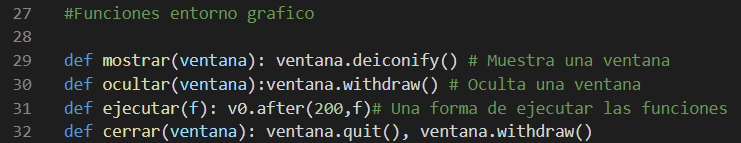 27 #Funciones entorno grafico
28
29 def mostrar(ventana): ventana.deiconify() # Muestra una ventana
30 def ocultar(ventana):ventana.withdraw() # Oculta una ventana
31 def ejecutar(f): v0.after(200,f)# Una forma de ejecutar las funciones
32 def cerrar(ventana): ventana.quit(), ventana.withdraw()